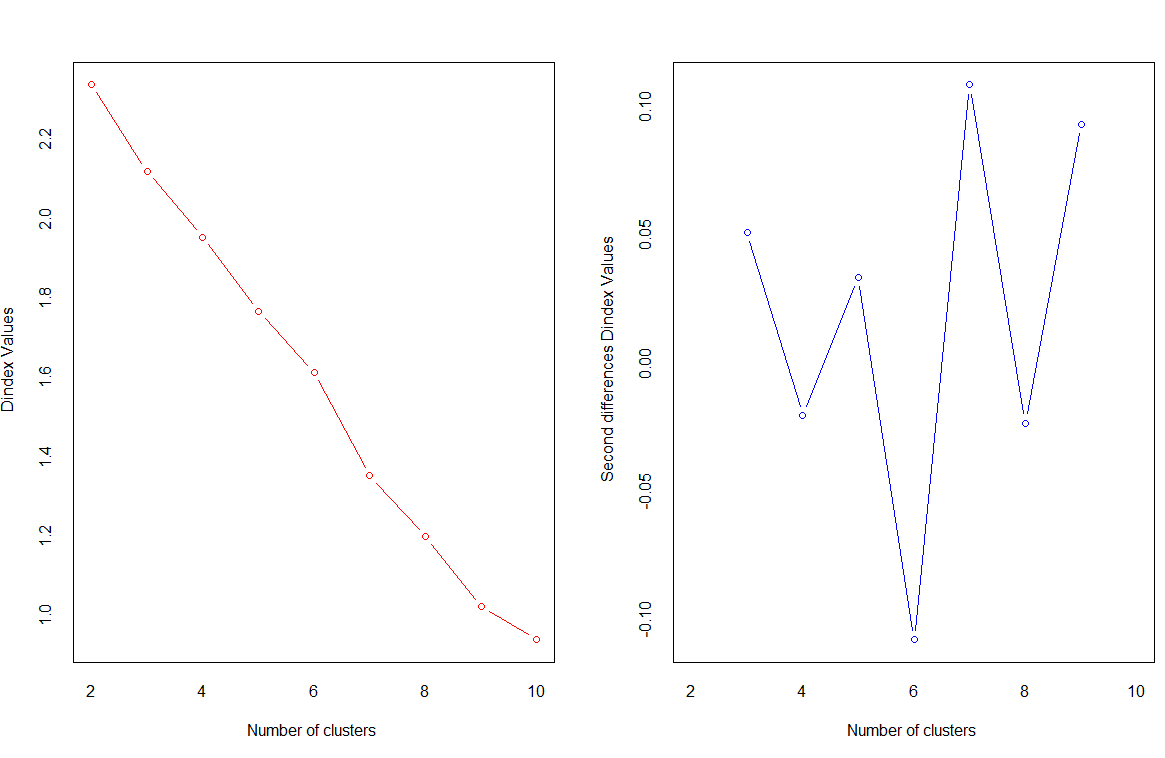 Dindex Values
2.2
2.0
1.8
1.6
1.4
1.2
1.0
2 4 6 8 10
Number of clusters
Second differences Dindex Values
0.10
0.05
0.00
-0.05
-0.10
2 4 6 8 10
Number of clusters